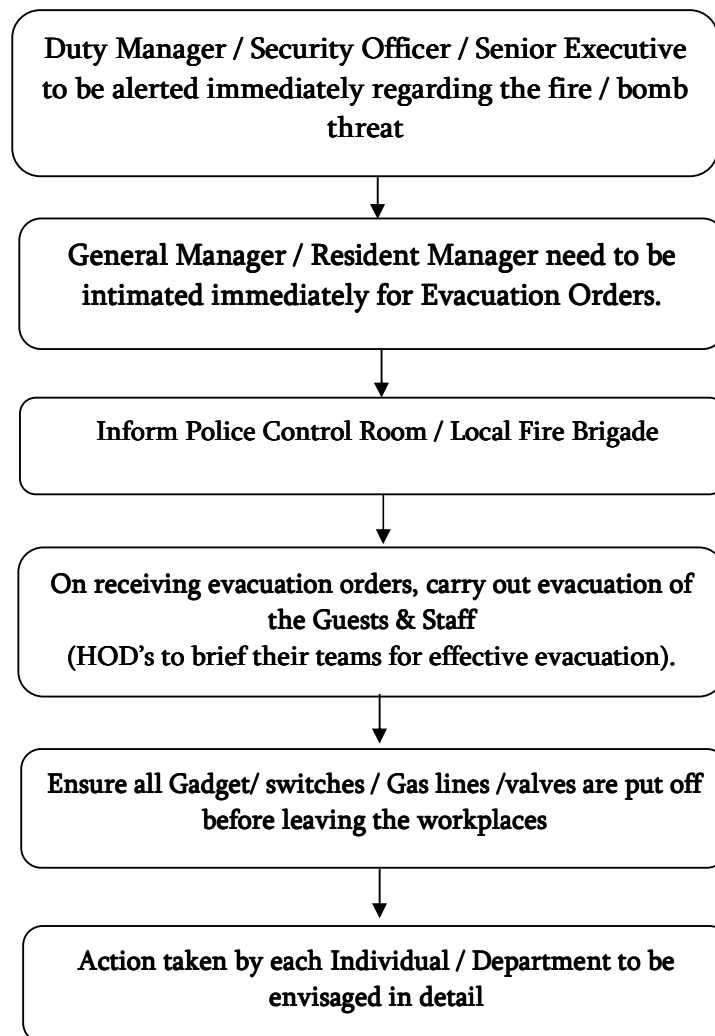 Duty Manager / Security Officer / Senior Executive
to be alerted immediately regarding the fire / bomb
threat
General Manager / Resident Manager need to be
intimated immediately for Evacuation Orders.
Inform Police Control Room / Local Fire Brigade
On receiving evacuation orders, carry out evacuation of
the Guests & Staff
(HOD's to brief their teams for effective evacuation).
Ensure all Gadget/ switches / Gas lines /valves are put off
before leaving the workplaces
Action taken by each Individual / Department to be
envisaged in detail